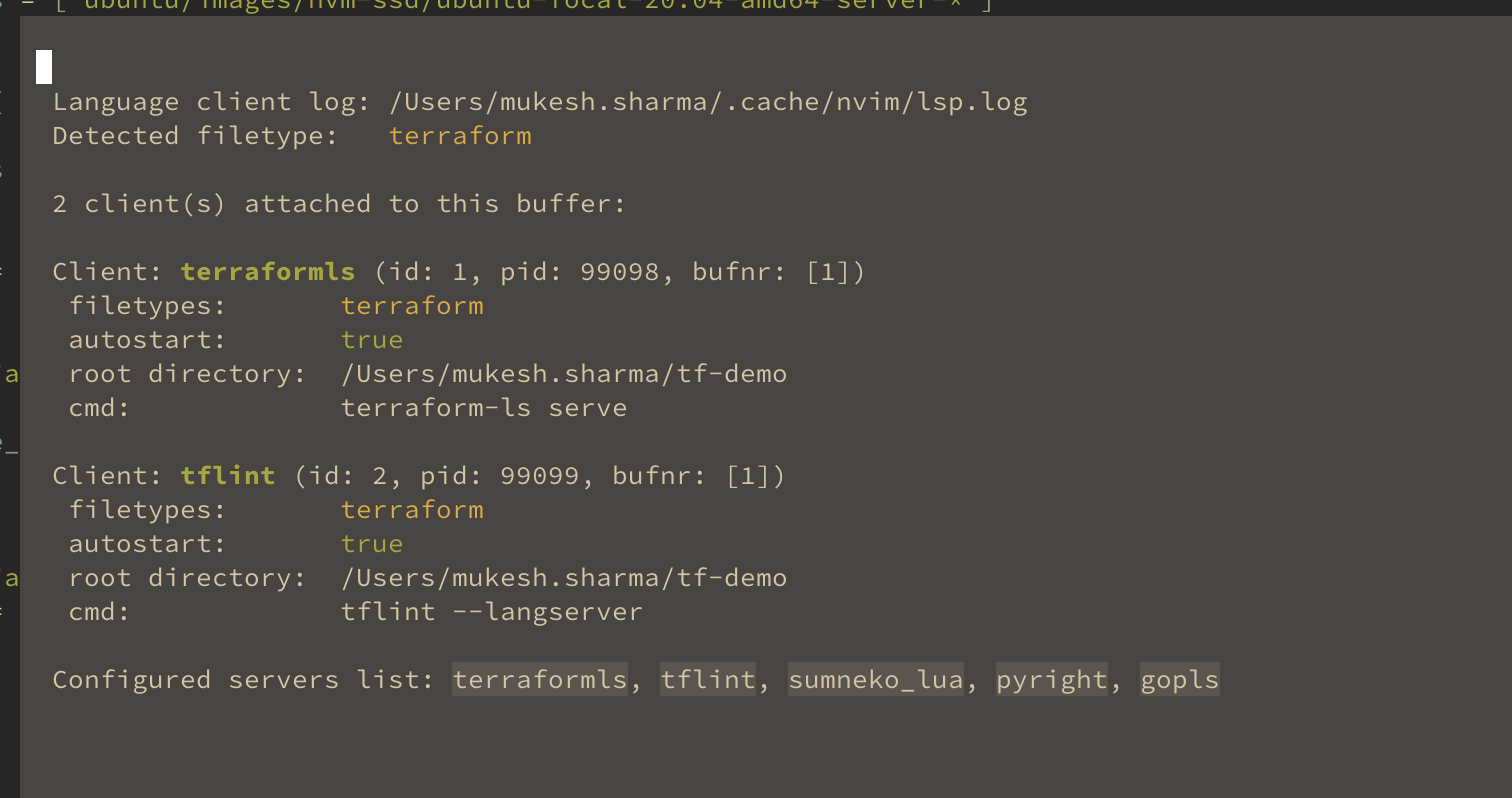 = [ ubuntu/images/hvm-ssd/ubuntu-focal-20.04-amd64-server-* ]
Language client log: /Users/mukesh.sharma/.cache/nvim/lsp.log
Detected filetype: terraform
2 client(s) attached to this buffer:
Client: terraformls (id: 1, pid: 99098, bufnr: [1])
filetypes: terraform
autostart: true
root directory: /Users/mukesh.sharma/tf-demo
cmd: terraform-ls serve
Client: tflint (id: 2, pid: 99099, bufnr: [1])
filetypes: terraform
autostart: true
root directory: /Users/mukesh.sharma/tf-demo
cmd: tflint --langserver
Configured servers list: terraformls, tflint, sumneko_lua, pyright, gopls